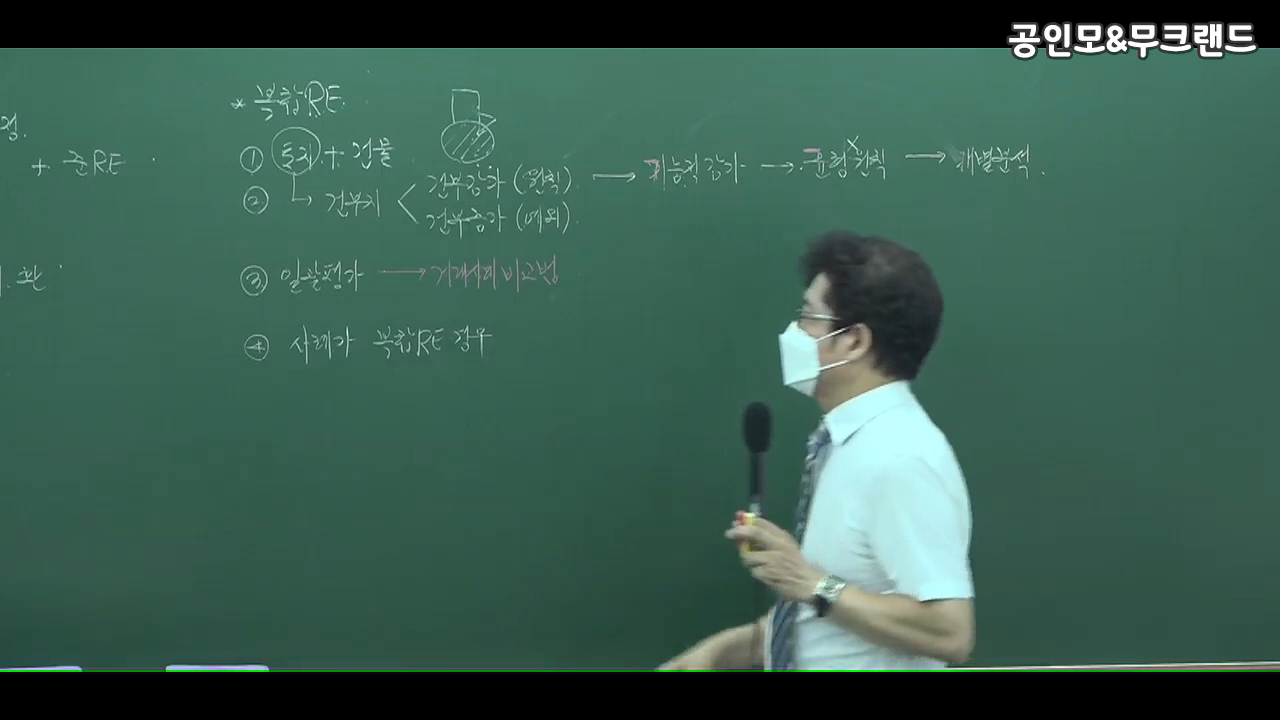 공인모&무크랜드
* 복합RE.
① 토지 + 건물
+ 준RE
② → 건부지 < 건부감가 (원칙). → 기능적 감가 → 균형 원칙 → 개별분석.
건부증가 (예외).
③ 일괄평가 → 거래사례비교법
④ 사례가 복합RE 경우